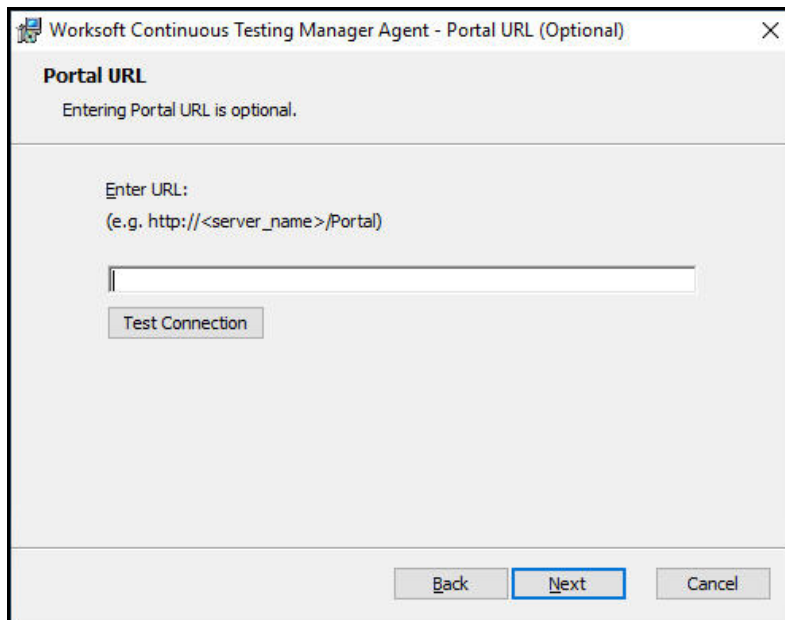 Worksoft Continuous Testing Manager Agent - Portal URL (Optional)
Portal URL
Entering Portal URL is optional.
Enter URL:
(e.g. http://<server_name>/Portal)
Test Connection
Back Next Cancel